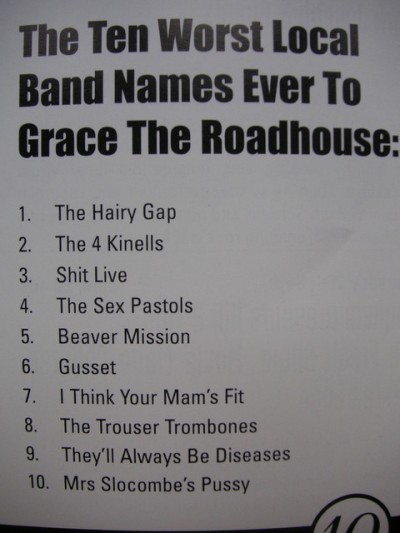 The Ten Worst Local
Band Names Ever To
Grace The Roadhouse:
1. The Hairy Gap
2. The 4 Kinells
3. Shit Live
4. The Sex Pastols
5. Beaver Mission
6. Gusset
7. I Think Your Mam's Fit
8. The Trouser Trombones
9. They'll Always Be Diseases
10. Mrs Slocombe's Pussy